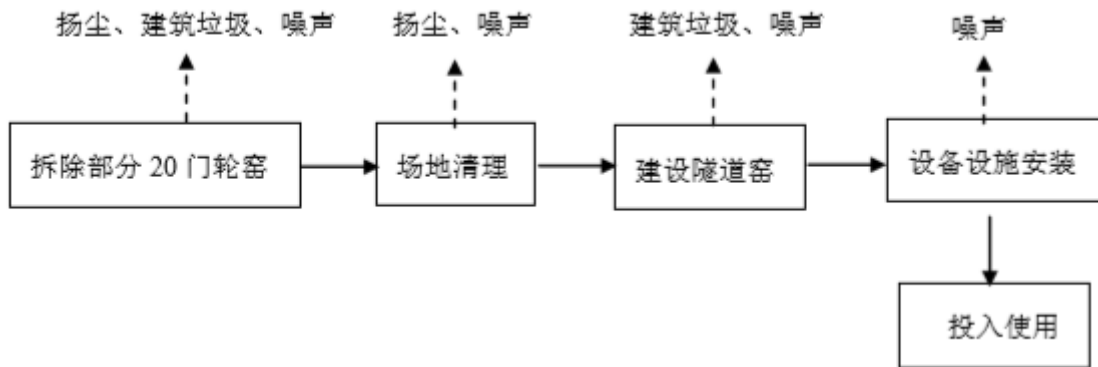 扬尘、建筑垃圾、噪声
扬尘、噪声
建筑垃圾、噪声
噪声
拆除部分 20 门轮窑
场地清理
建设隧道窑
设备设施安装
投入使用